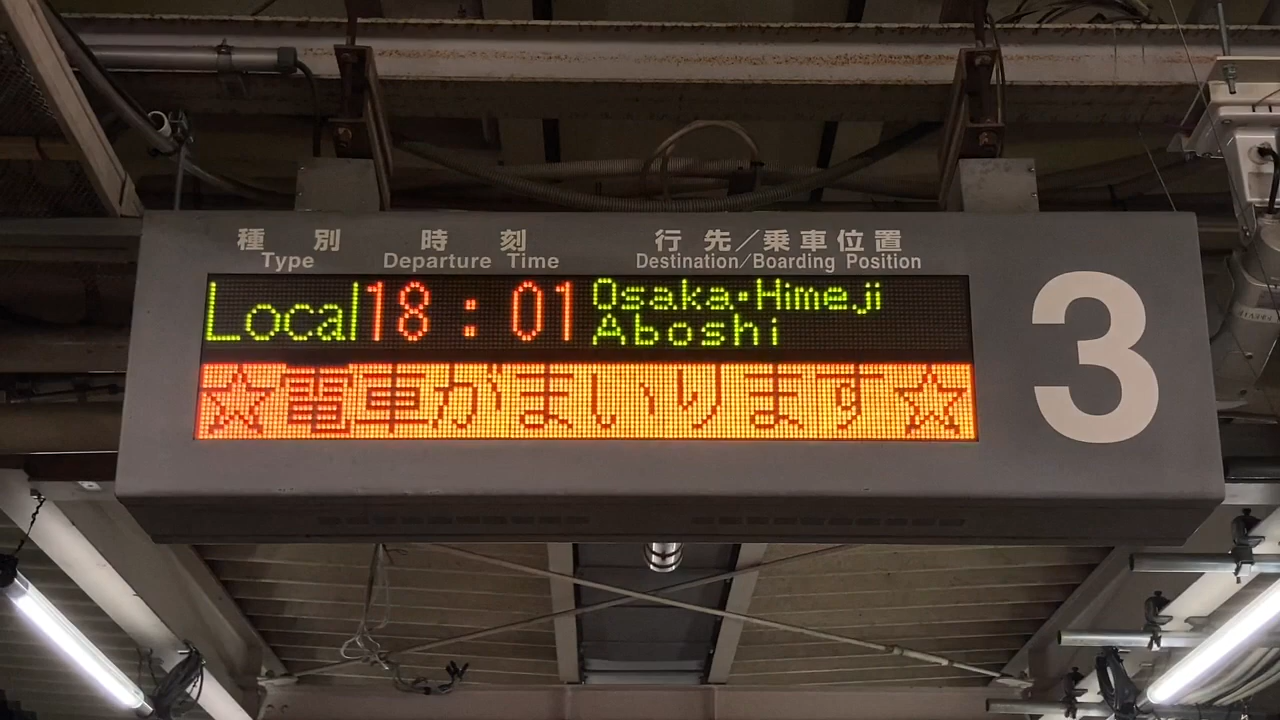 種別 時刻 行先／乗車位置
Type Departure Time Destination/Boarding Position
Local 18:01 Osaka・Himeji
Aboshi
☆電車がまいります☆
3